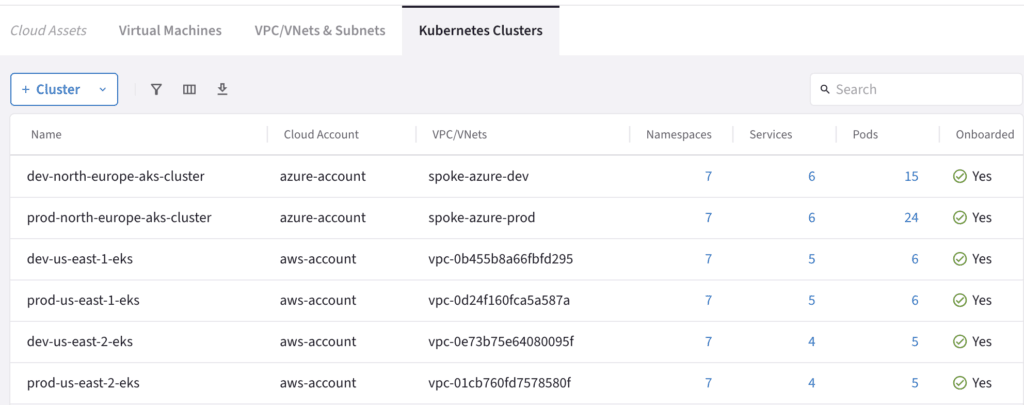 Cloud Assets Virtual Machines VPC/VNets & Subnets Kubernetes Clusters
+ Cluster Search
Name Cloud Account VPC/VNets Namespaces Services Pods Onboarded
dev-north-europe-aks-cluster azure-account spoke-azure-dev 7 6 15 Yes
prod-north-europe-aks-cluster azure-account spoke-azure-prod 7 6 24 Yes
dev-us-east-1-eks aws-account vpc-0b455b8a66fbfd295 7 5 6 Yes
prod-us-east-1-eks aws-account vpc-0d24f160fca5a587a 7 5 6 Yes
dev-us-east-2-eks aws-account vpc-0e73b75e64080095f 7 4 5 Yes
prod-us-east-2-eks aws-account vpc-01cb760fd7578580f 7 4 5 Yes